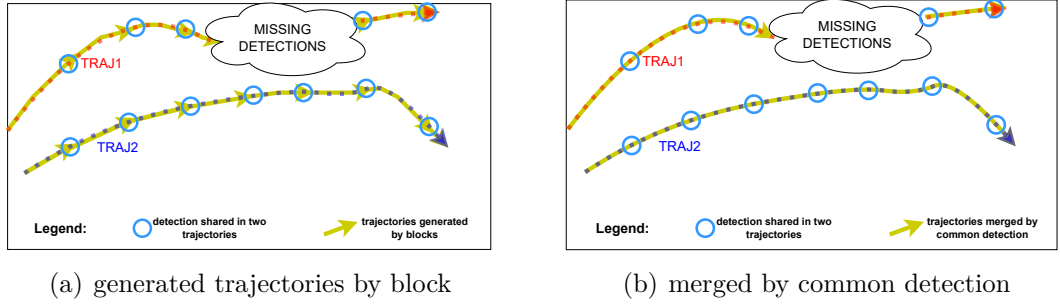 MISSING
DETECTIONS
TRAJ1
TRAJ2
Legend:
detection shared in two
trajectories
trajectories generated
by blocks
(a) generated trajectories by block
MISSING
DETECTIONS
TRAJ1
TRAJ2
Legend:
detection shared in two
trajectories
trajectories merged by
common detection
(b) merged by common detection